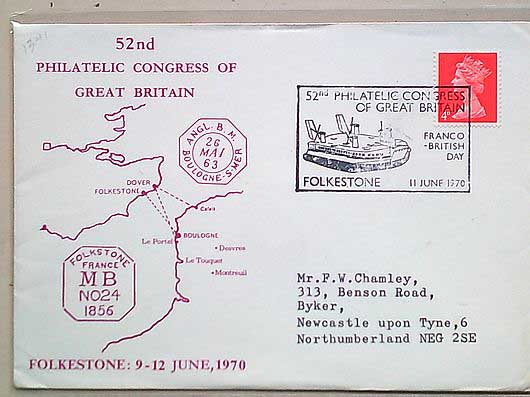 1301
52nd
PHILATELIC CONGRESS OF
GREAT BRITAIN
ANGL. B. M.
26
MAI
63
BOULOGNE-S-MER
DOVER
FOLKESTONE
Calais
Le Portel
BOULOGNE
Desvres
Le Touquet
Montreuil
FOLKSTONE
FRANCE
MB
NO24
1856
FOLKESTONE: 9-12 JUNE, 1970
52nd PHILATELIC CONGRESS
OF GREAT BRITAIN
FRANCO
-BRITISH
DAY
FOLKESTONE
11 JUNE 1970
4d
Mr.F.W.Chamley,
313, Benson Road,
Byker,
Newcastle upon Tyne,6
Northumberland NEG 2SE